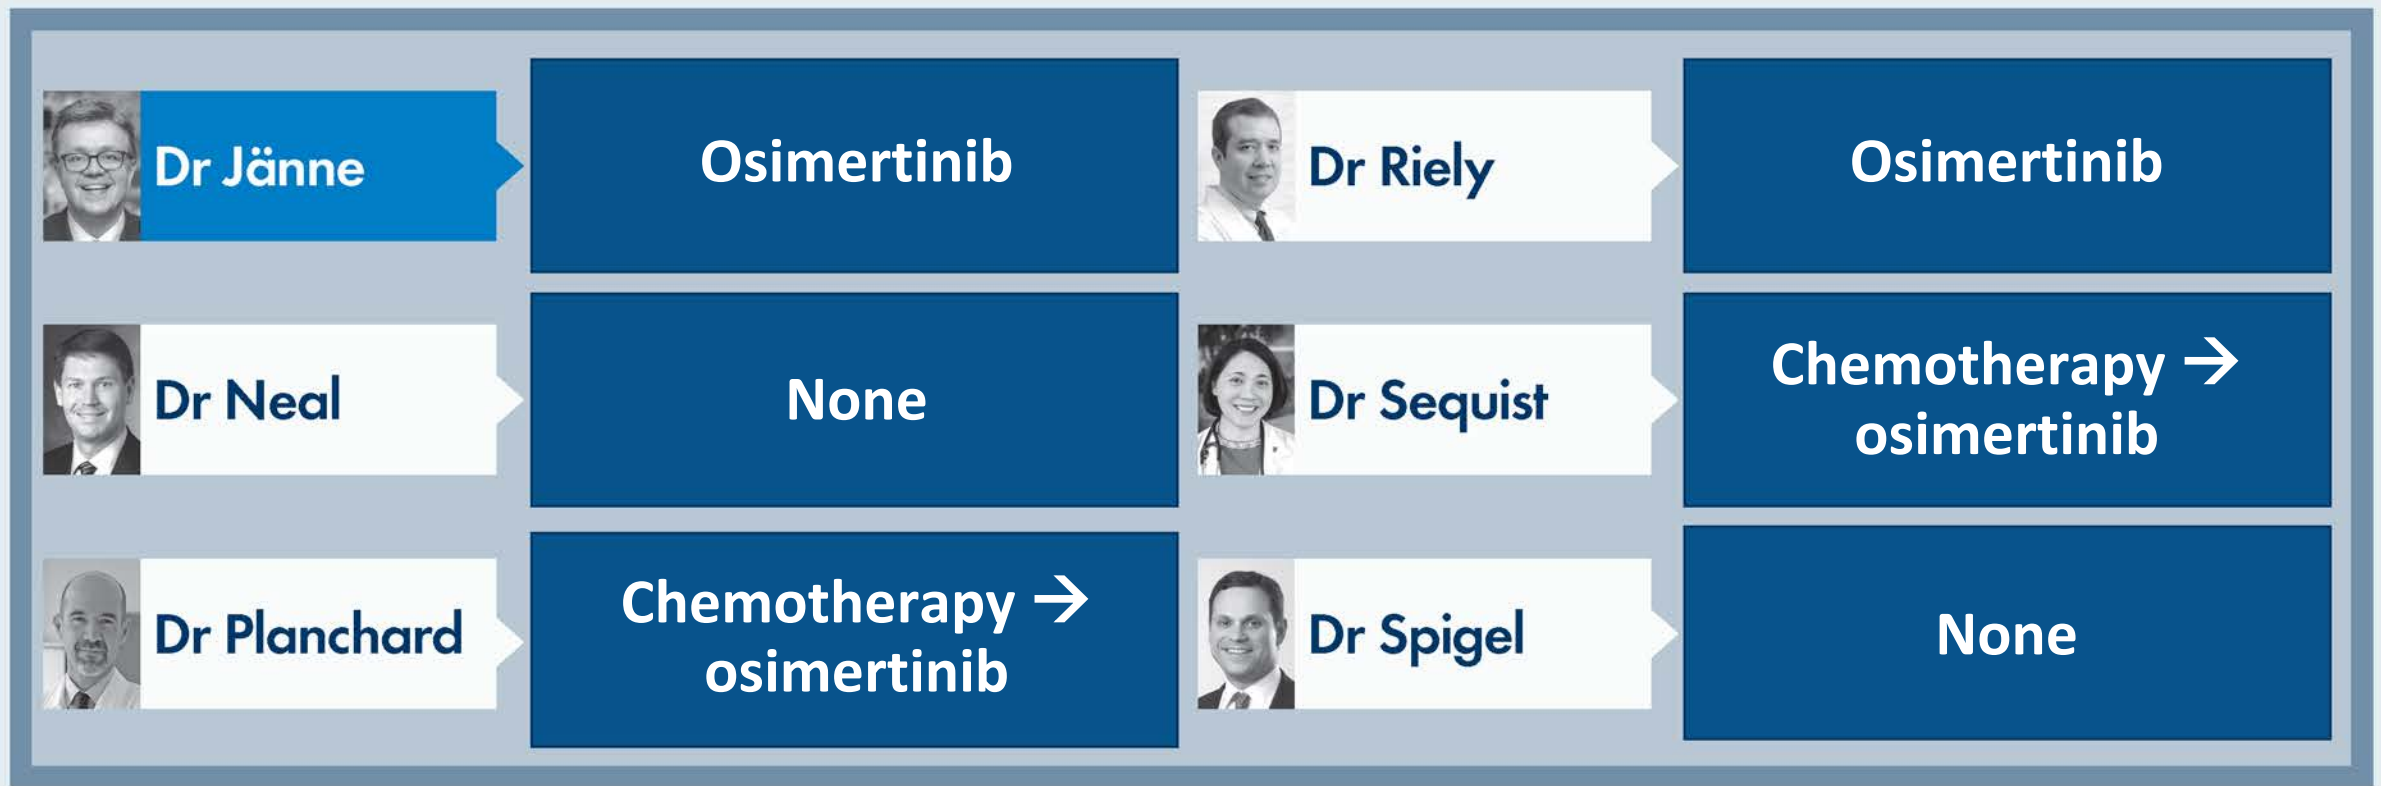 Dr Jänne
Osimertinib
Dr Riely
Osimertinib
Dr Neal
None
Dr Sequist
Chemotherapy →
osimertinib
Dr Planchard
Chemotherapy →
osimertinib
Dr Spigel
None